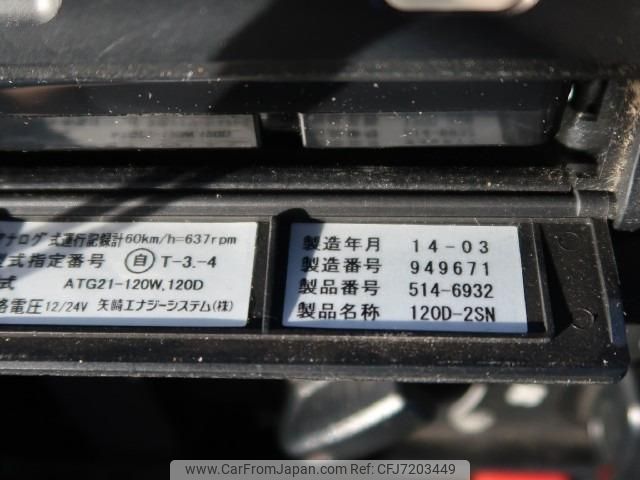 アナログ式運行記録計60km/h=637rpm
式指定番号 自 T-3.-4
式 ATG21-120W,120D
電圧12/24V 矢崎エナジーシステム(株)
製造年月 14-03
製造番号 949671
製品番号 514-6932
製品名称 120D-2SN
www.CarFromJapan.com | Ref No: CFJ7203449